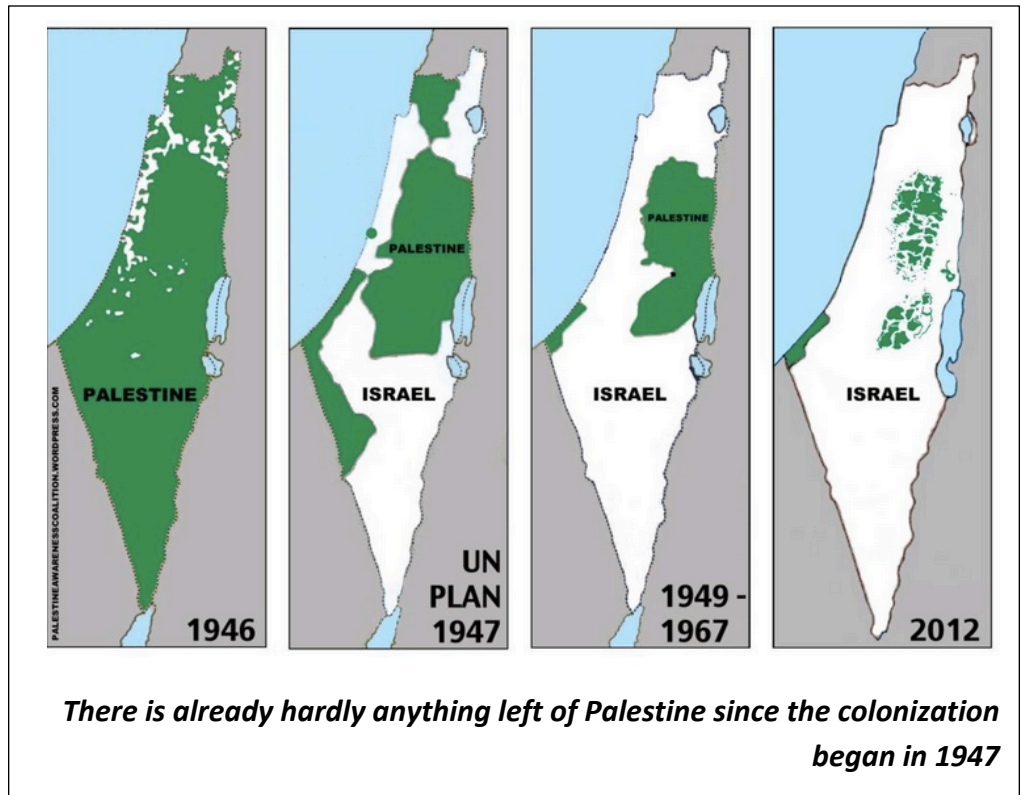 PALESTINEAWARENESSCOALITION.WORDPRESS.COM
PALESTINE
1946
PALESTINE
ISRAEL
UN
PLAN
1947
PALESTINE
ISRAEL
1949 -
1967
ISRAEL
2012
There is already hardly anything left of Palestine since the colonization
began in 1947